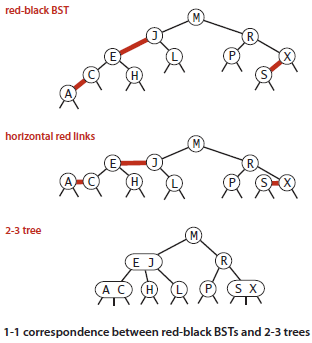 red-black BST
M
J R
E L P X
C H S
A
horizontal red links
M
E J R
A C H L P S X
2-3 tree
M
E J R
A C H L P S X
1-1 correspondence between red-black BSTs and 2-3 trees